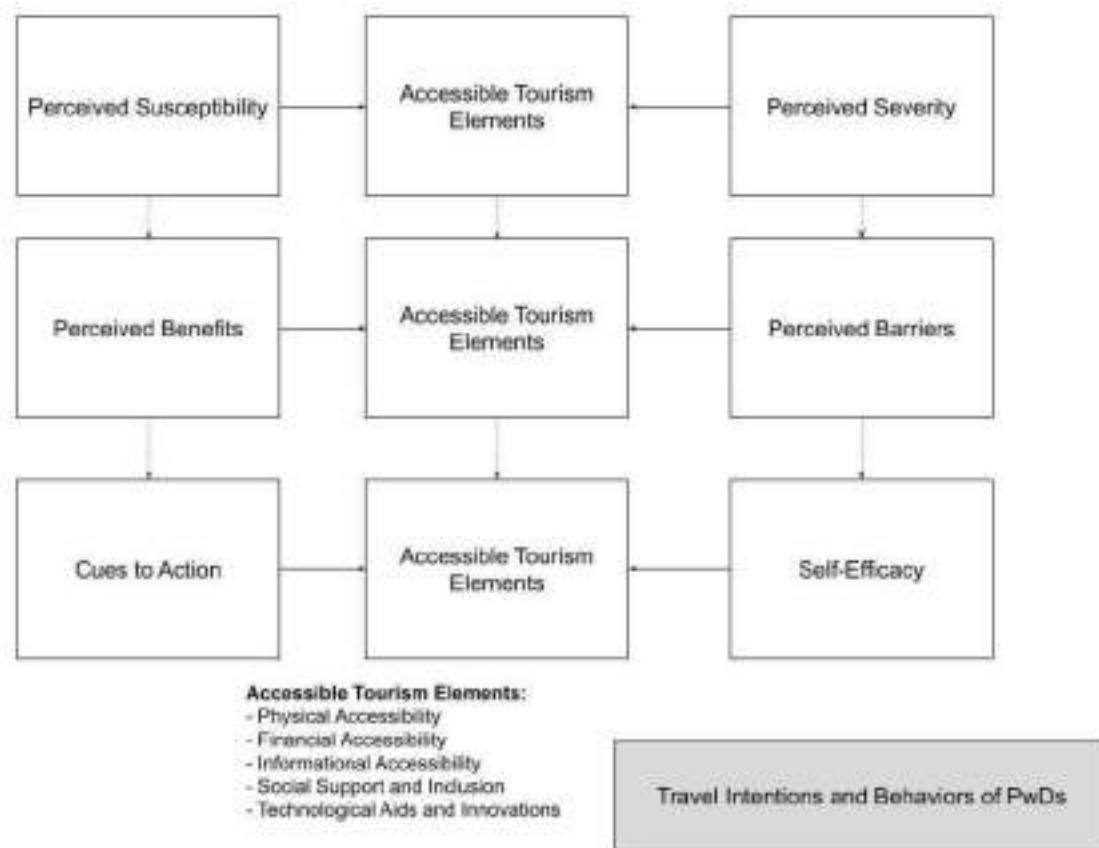 Perceived Susceptibility
Accessible Tourism
Elements
Perceived Severity
Perceived Benefits
Accessible Tourism
Elements
Perceived Barriers
Cues to Action
Accessible Tourism
Elements
Self-Efficacy
Accessible Tourism Elements:
- Physical Accessibility
- Financial Accessibility
- Informational Accessibility
- Social Support and Inclusion
- Technological Aids and Innovations
Travel Intentions and Behaviors of PwDs